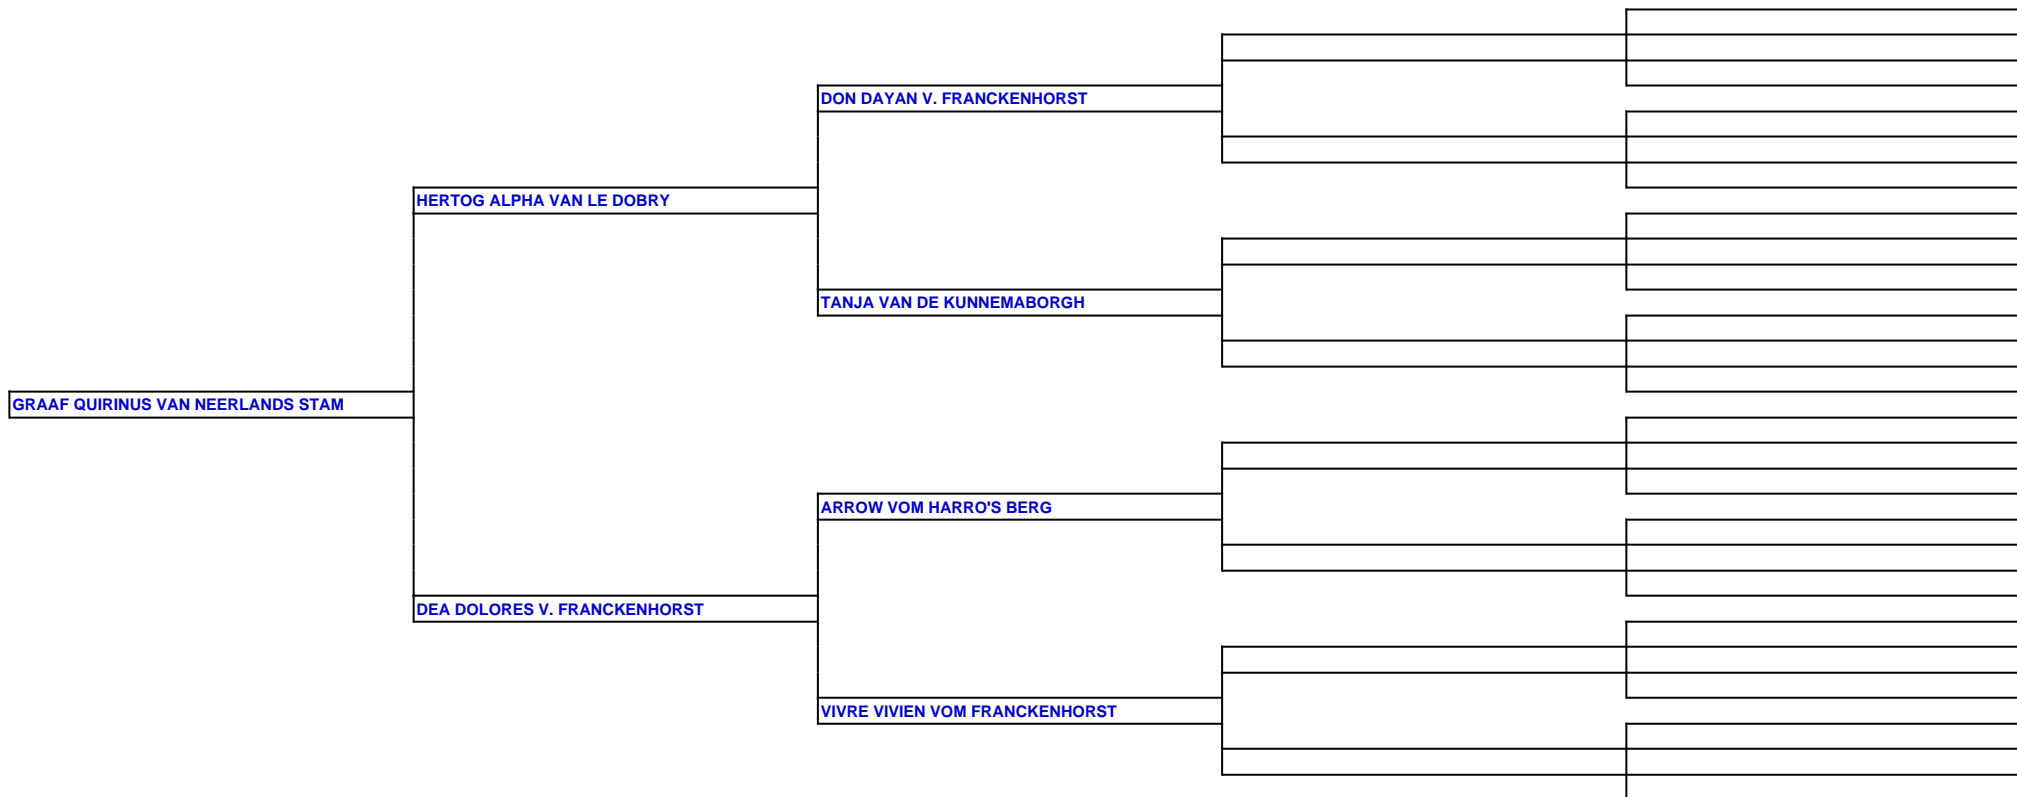 DON DAYAN V. FRANCKENHORST
HERTOG ALPHA VAN LE DOBRY
TANJA VAN DE KUNNEMABORGH
GRAAF QUIRINUS VAN NEERLANDS STAM
ARROW VOM HARRO'S BERG
DEA DOLORES V. FRANCKENHORST
VIVRE VIVIEN VOM FRANCKENHORST